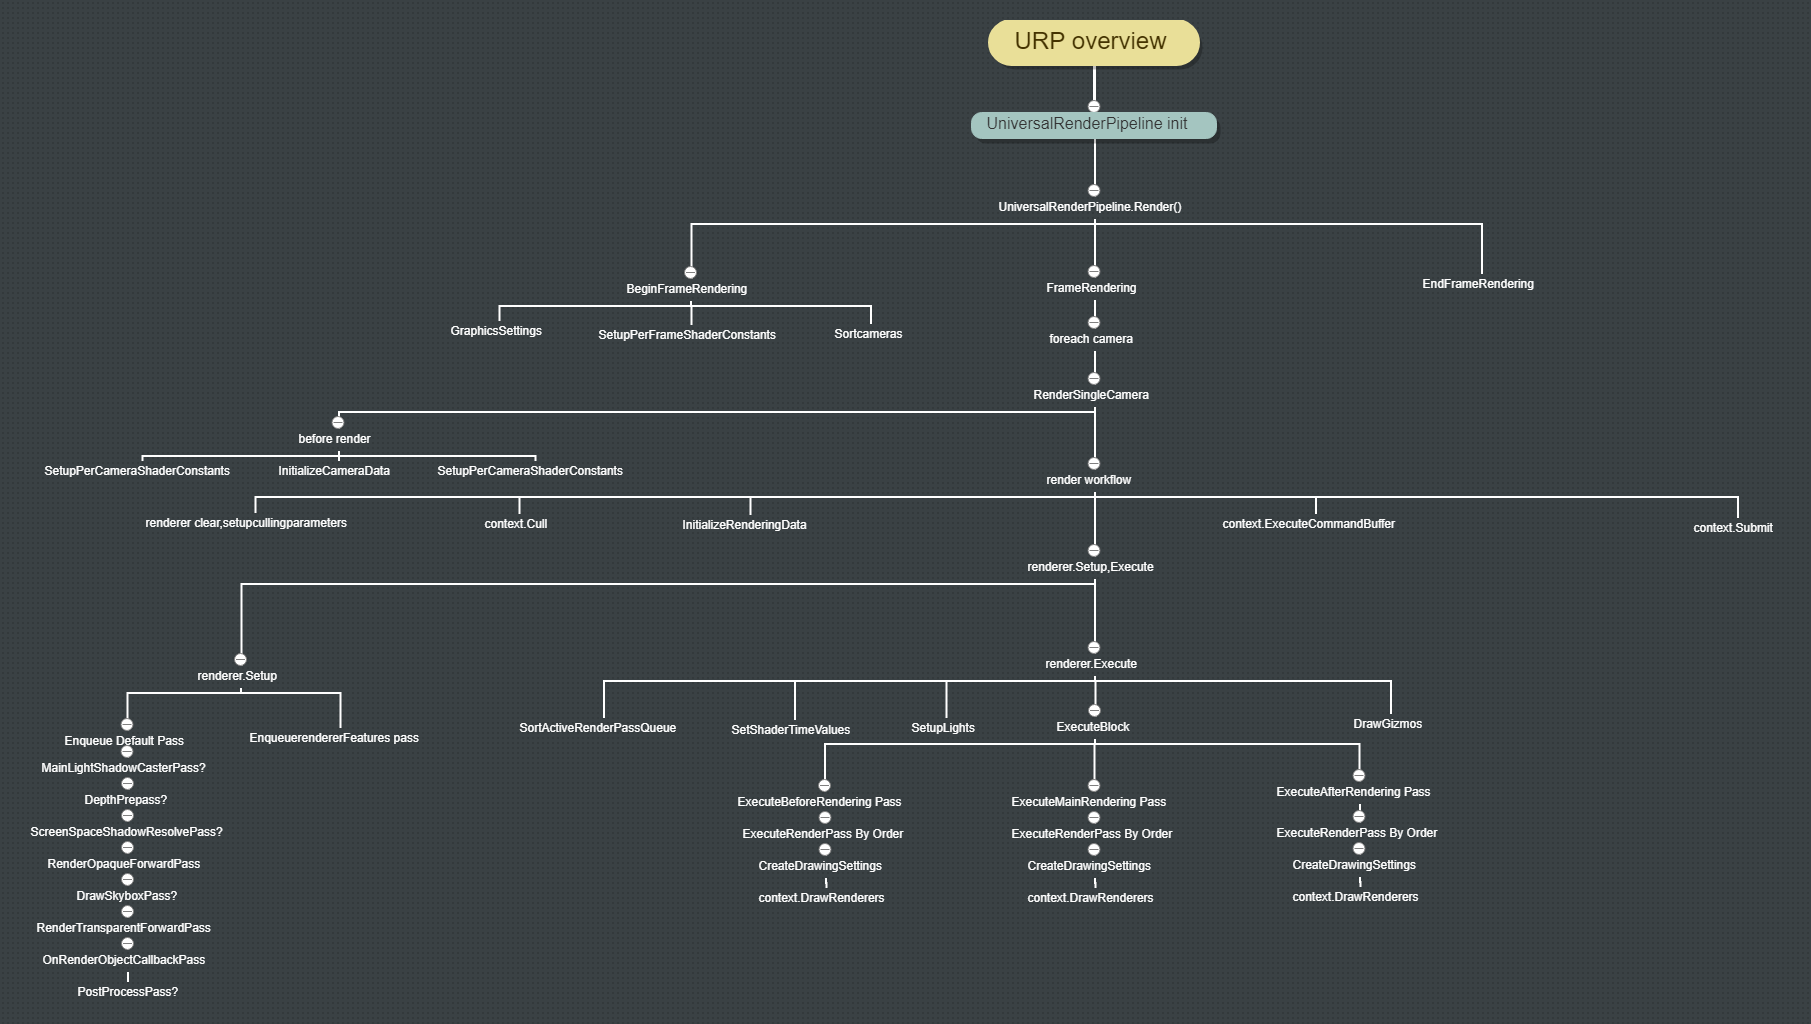 URP overview
UniversalRenderPipeline init
UniversalRenderPipeline.Render()
BeginFrameRendering
FrameRendering
EndFrameRendering
GraphicsSettings
SetupPerFrameShaderConstants
Sortcameras
foreach camera
RenderSingleCamera
before render
SetupPerCameraShaderConstants
InitializeCameraData
SetupPerCameraShaderConstants
render workflow
renderer clear,setupcullingparameters
context.Cull
InitializeRenderingData
context.ExecuteCommandBuffer
context.Submit
renderer.Setup,Execute
renderer.Setup
renderer.Execute
Enqueue Default Pass
EnqueuerendererFeatures pass
SortActiveRenderPassQueue
SetShaderTimeValues
SetupLights
ExecuteBlock
DrawGizmos
MainLightShadowCasterPass?
DepthPrepass?
ScreenSpaceShadowResolvePass?
RenderOpaqueForwardPass
DrawSkyboxPass?
RenderTransparentForwardPass
OnRenderObjectCallbackPass
PostProcessPass?
ExecuteBeforeRendering Pass
ExecuteRenderPass By Order
CreateDrawingSettings
context.DrawRenderers
ExecuteMainRendering Pass
ExecuteRenderPass By Order
CreateDrawingSettings
context.DrawRenderers
ExecuteAfterRendering Pass
ExecuteRenderPass By Order
CreateDrawingSettings
context.DrawRenderers